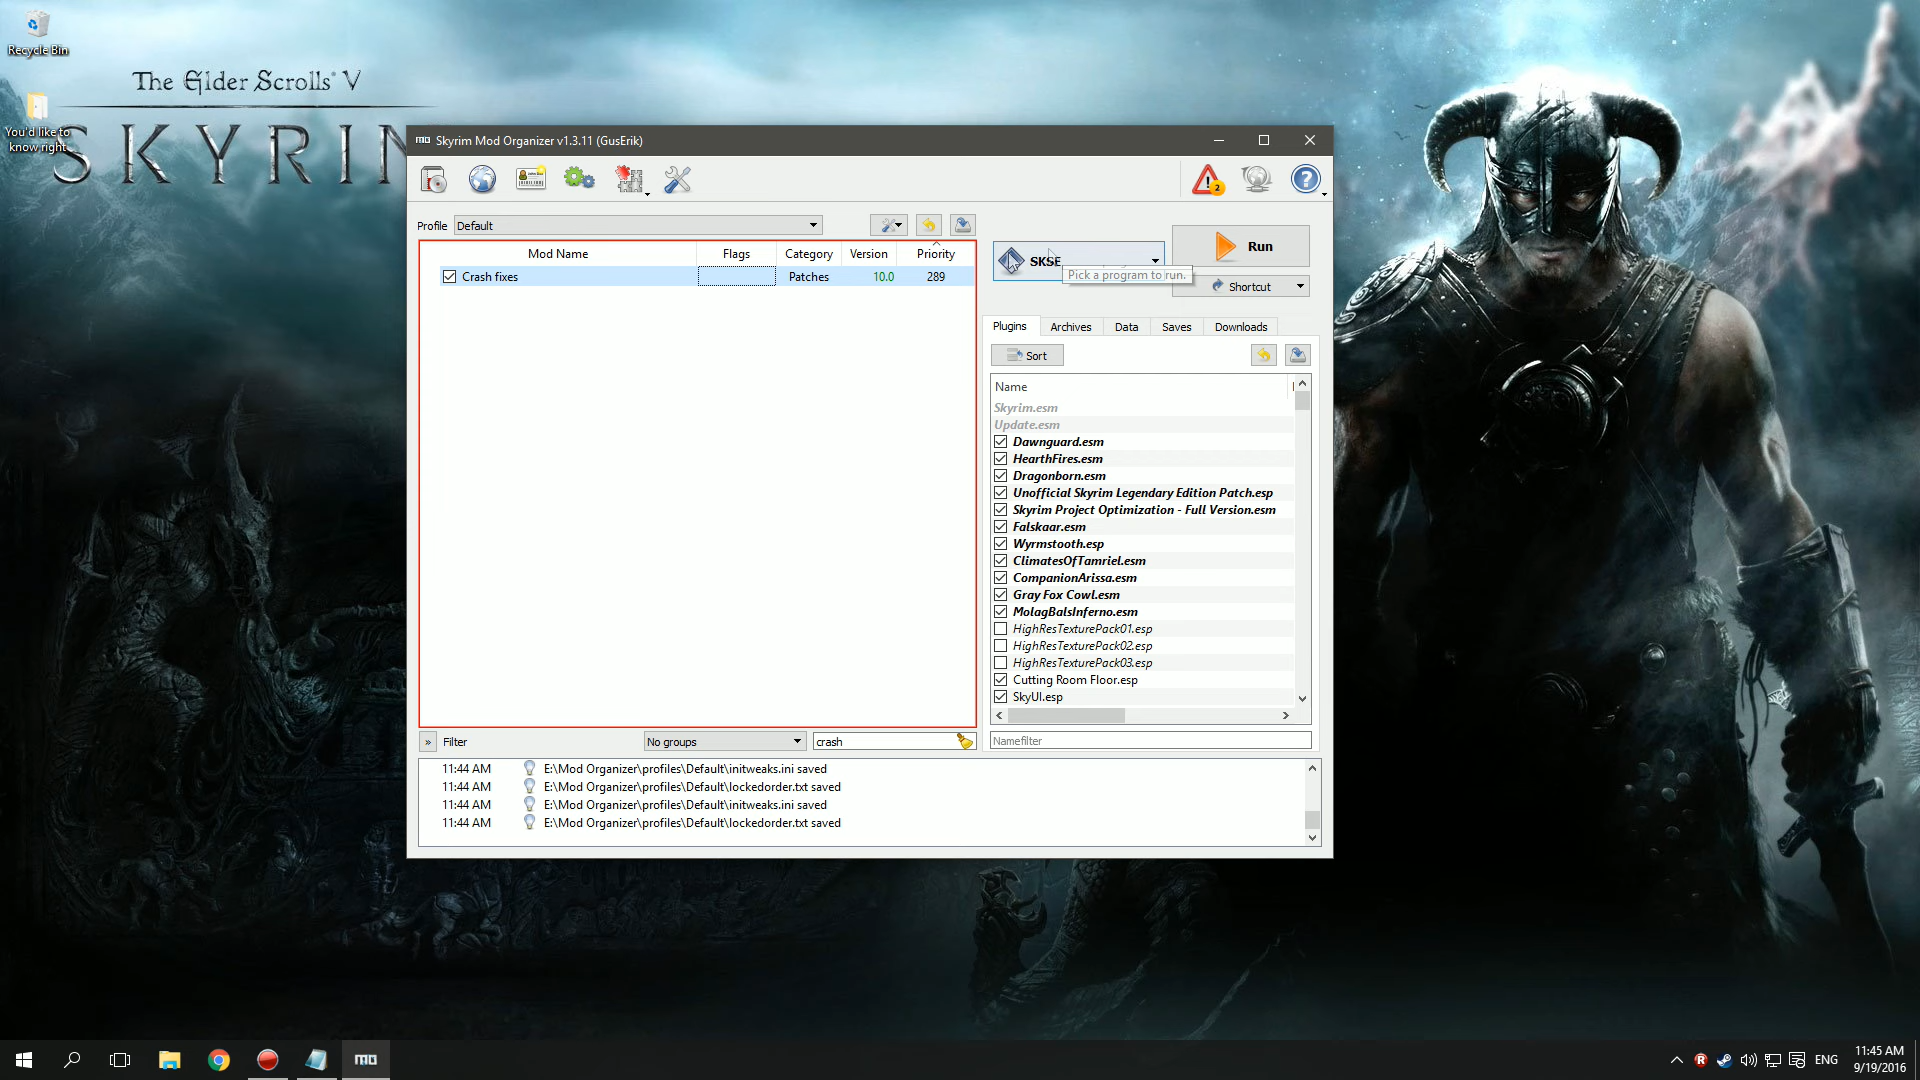 Recycle Bin
The Elder Scrolls V
SKYRIM
You'd like to
know right
Skyrim Mod Organizer v1.3.11 (GusErik)
2
Profile Default
Mod Name Flags Category Version Priority
Crash fixes Patches 10.0 289
SKSE
Pick a program to run.
Run
Shortcut
Plugins Archives Data Saves Downloads
Sort
Name
Skyrim.esm
Update.esm
Dawnguard.esm
HearthFires.esm
Dragonborn.esm
Unofficial Skyrim Legendary Edition Patch.esp
Skyrim Project Optimization - Full Version.esm
Falskaar.esm
Wyrmstooth.esp
ClimatesOfTamriel.esm
CompanionArissa.esm
Gray Fox Cowl.esm
MolagBalsInferno.esm
HighResTexturePack01.esp
HighResTexturePack02.esp
HighResTexturePack03.esp
Cutting Room Floor.esp
SkyUI.esp
Namefilter
» Filter No groups crash
11:44 AM E:\Mod Organizer\profiles\Default\initweaks.ini saved
11:44 AM E:\Mod Organizer\profiles\Default\lockedorder.txt saved
11:44 AM E:\Mod Organizer\profiles\Default\initweaks.ini saved
11:44 AM E:\Mod Organizer\profiles\Default\lockedorder.txt saved
mo
ENG
11:45 AM
9/19/2016